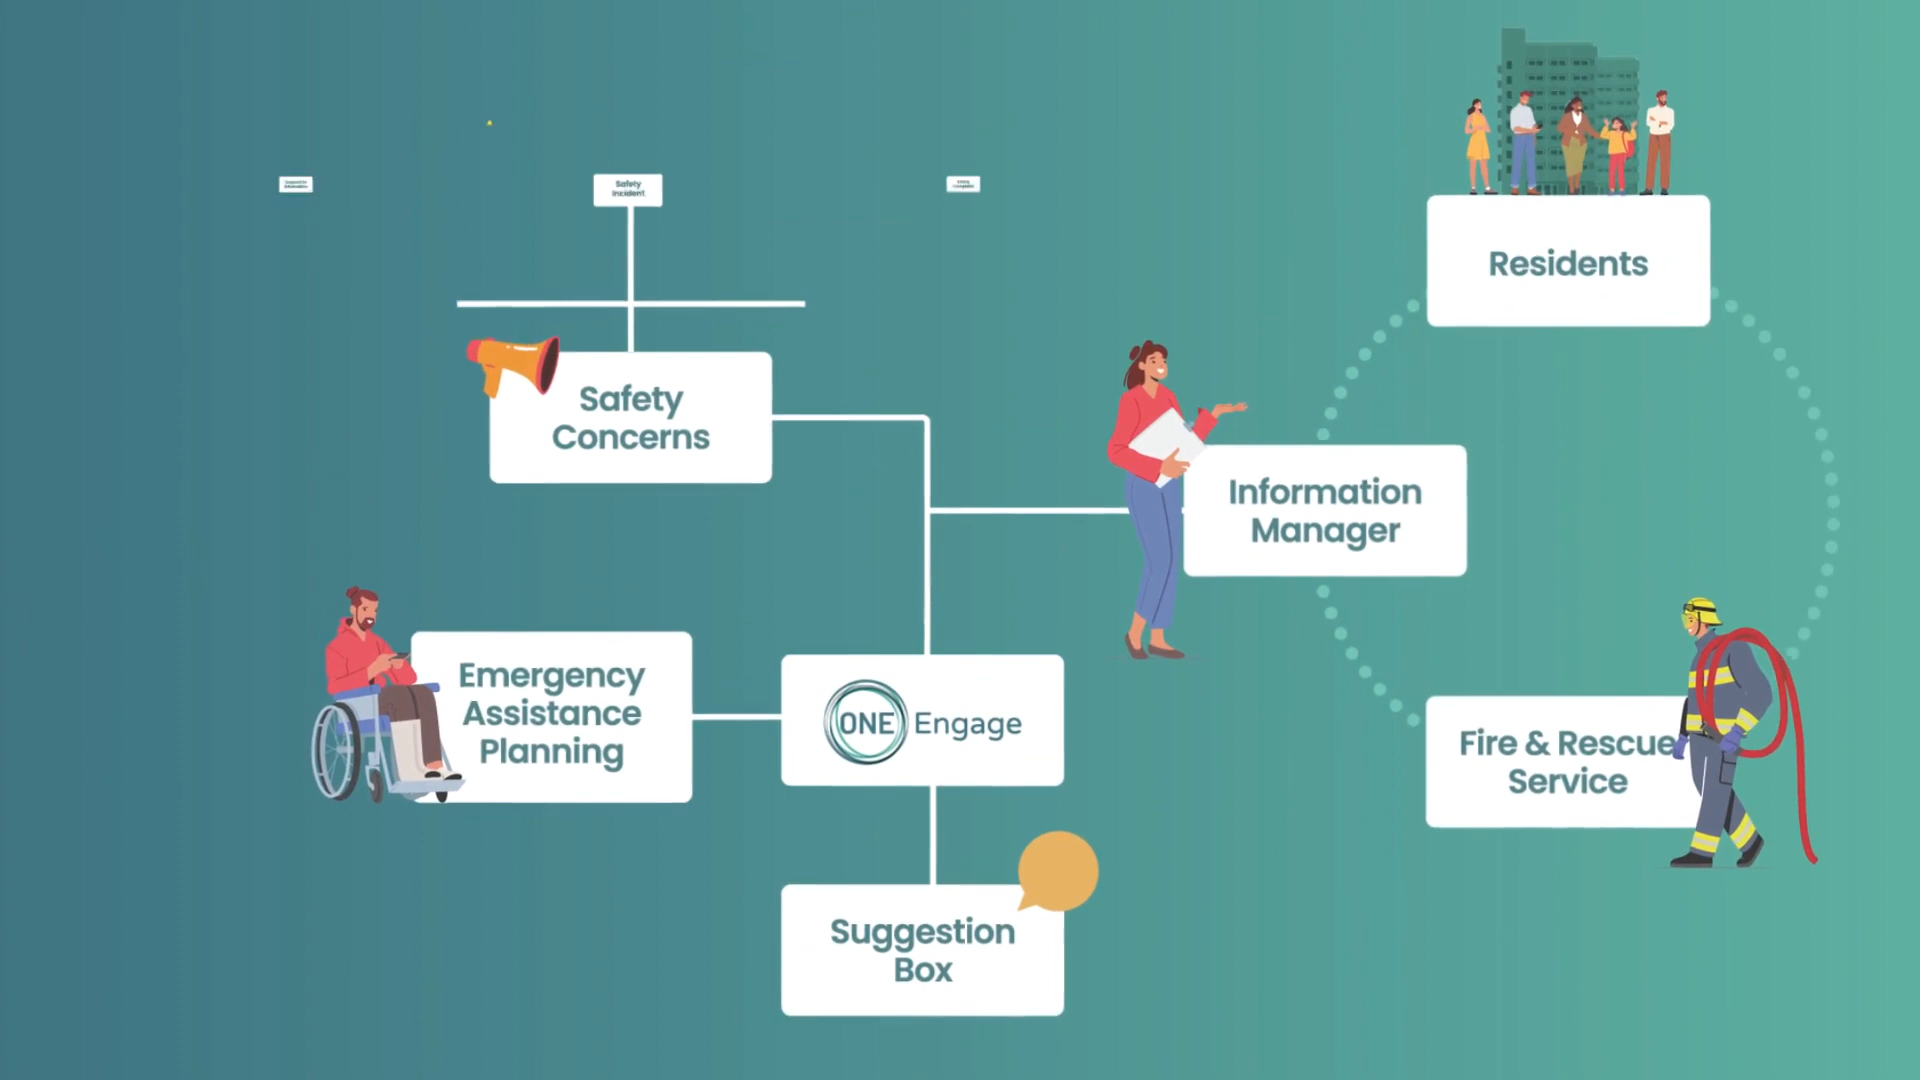 Safety
Incident
Residents
Safety
Concerns
Information
Manager
Emergency
Assistance
Planning
ONE Engage
Fire & Rescue
Service
Suggestion
Box